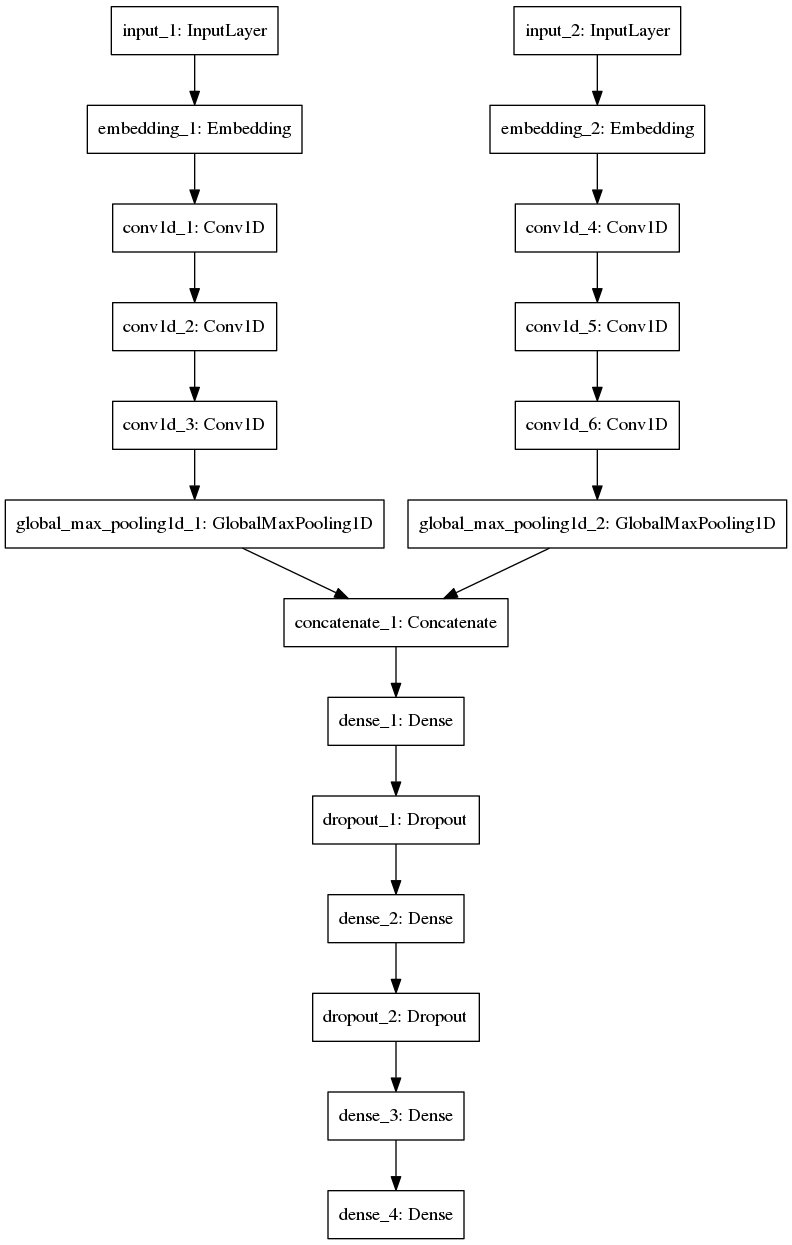 input_1: InputLayer
input_2: InputLayer
embedding_1: Embedding
embedding_2: Embedding
conv1d_1: Conv1D
conv1d_4: Conv1D
conv1d_2: Conv1D
conv1d_5: Conv1D
conv1d_3: Conv1D
conv1d_6: Conv1D
global_max_pooling1d_1: GlobalMaxPooling1D
global_max_pooling1d_2: GlobalMaxPooling1D
concatenate_1: Concatenate
dense_1: Dense
dropout_1: Dropout
dense_2: Dense
dropout_2: Dropout
dense_3: Dense
dense_4: Dense